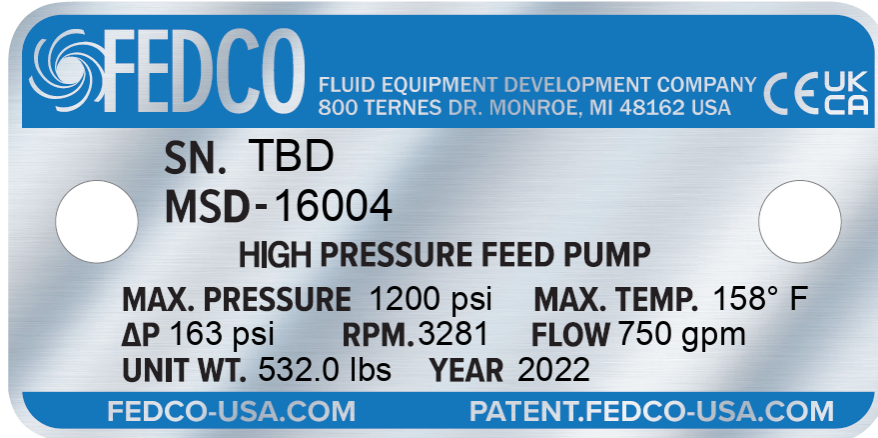 FEDCO
FLUID EQUIPMENT DEVELOPMENT COMPANY
800 TERNES DR. MONROE, MI 48162 USA
CE UK CA
SN. TBD
MSD-16004
HIGH PRESSURE FEED PUMP
MAX. PRESSURE 1200 psi MAX. TEMP. 158° F
ΔP 163 psi RPM. 3281 FLOW 750 gpm
UNIT WT. 532.0 lbs YEAR 2022
FEDCO-USA.COM PATENT.FEDCO-USA.COM